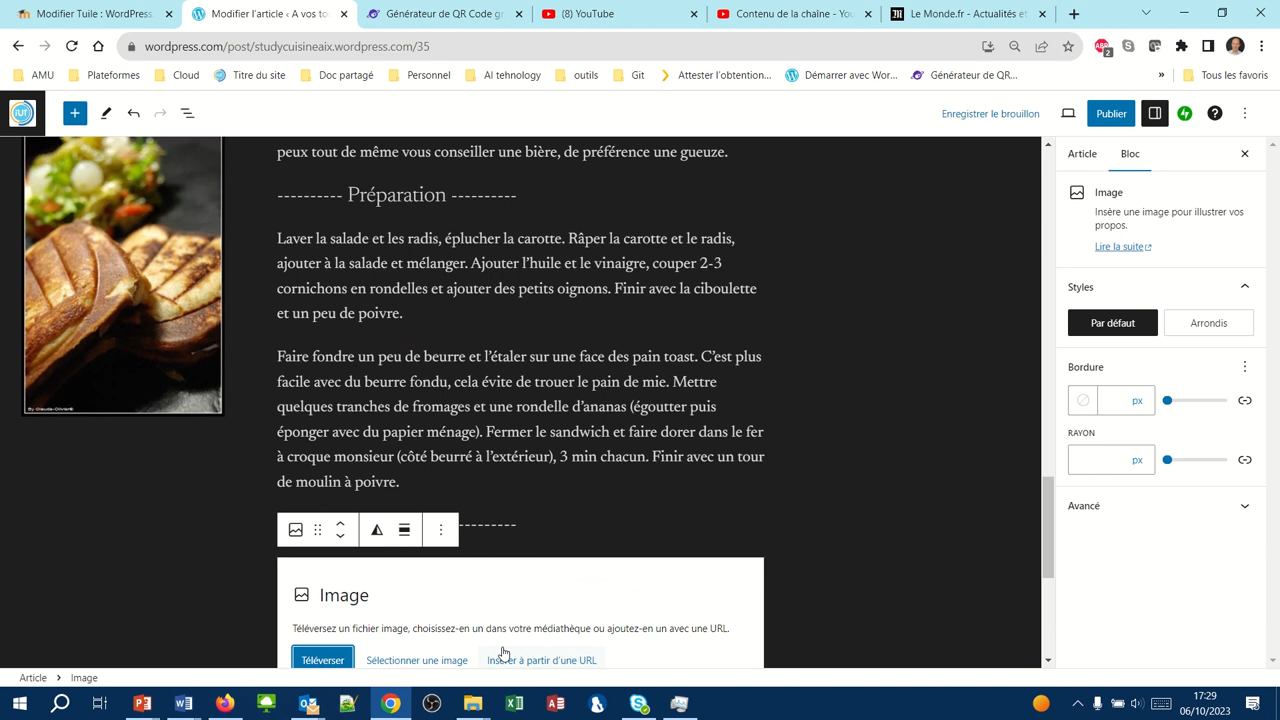 Multi-tours : Desktop
Modifier l'article « A vos to
Générateur de QR Code g
(8) YouTube
Contenu de la chaîne - You
Le Monde.fr - Actualités et
wordpress.com/post/studycuisineaix.wordpress.com/35
AMU
Plateformes
Cloud
Titre du site
Doc partagé
Personnel
AI tehnology
outils
Git
Attester l'obtention...
Démarrer avec Wor...
Générateur de QR...
»
Tous les favoris
Enregistrer le brouillon
Publier
peux tout de même vous conseiller une bière, de préférence une gueuze.
---------- Préparation ----------
Laver la salade et les radis, éplucher la carotte. Râper la carotte et le radis,
ajouter à la salade et mélanger. Ajouter l'huile et le vinaigre, couper 2-3
cornichons en rondelles et ajouter des petits oignons. Finir avec la ciboulette
et un peu de poivre.
Faire fondre un peu de beurre et l'étaler sur une face des pain toast. C'est plus
facile avec du beurre fondu, cela évite de trouer le pain de mie. Mettre
quelques tranches de fromages et une rondelle d'ananas (égoutter puis
éponger avec du papier ménage). Fermer le sandwich et faire dorer dans le fer
à croque monsieur (côté beurré à l'extérieur), 3 min chacun. Finir avec un tour
de moulin à poivre.
---------
Image
Téléversez un fichier image, choisissez-en un dans votre médiathèque ou ajoutez-en un avec une URL.
Téléverser
Sélectionner une image
Insérer à partir d'une URL
By Claude-Olivier
Article
Bloc
Image
Insère une image pour illustrer vos
propos.
Lire la suite
Styles
Par défaut
Arrondis
Bordure
px
RAYON
px
Avancé
Article > Image
17:29
06/10/2023